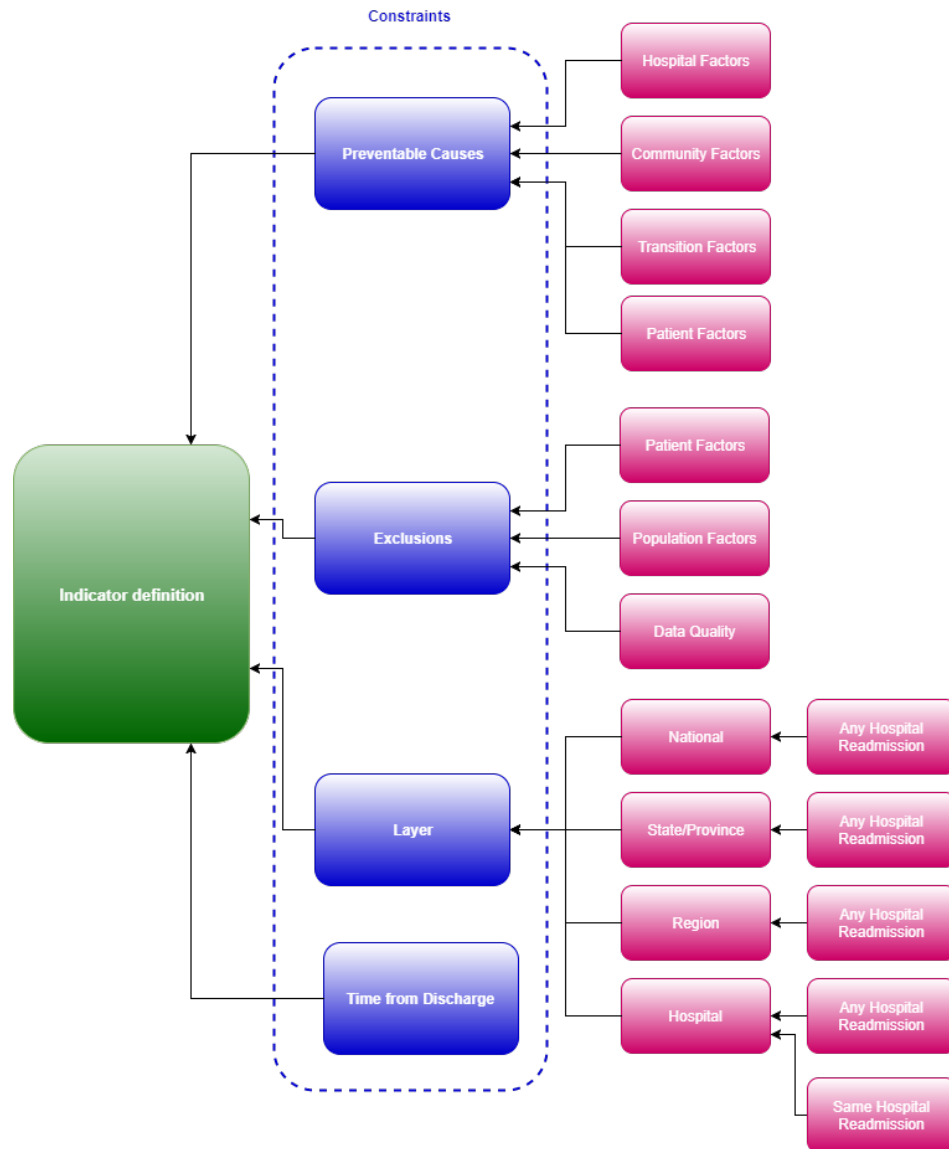 Constraints
Hospital Factors
Preventable Causes
Community Factors
Transition Factors
Patient Factors
Patient Factors
Exclusions
Population Factors
Indicator definition
Data Quality
National
Any Hospital
Readmission
Layer
State/Province
Any Hospital
Readmission
Region
Any Hospital
Readmission
Time from Discharge
Hospital
Any Hospital
Readmission
Same Hospital
Readmission